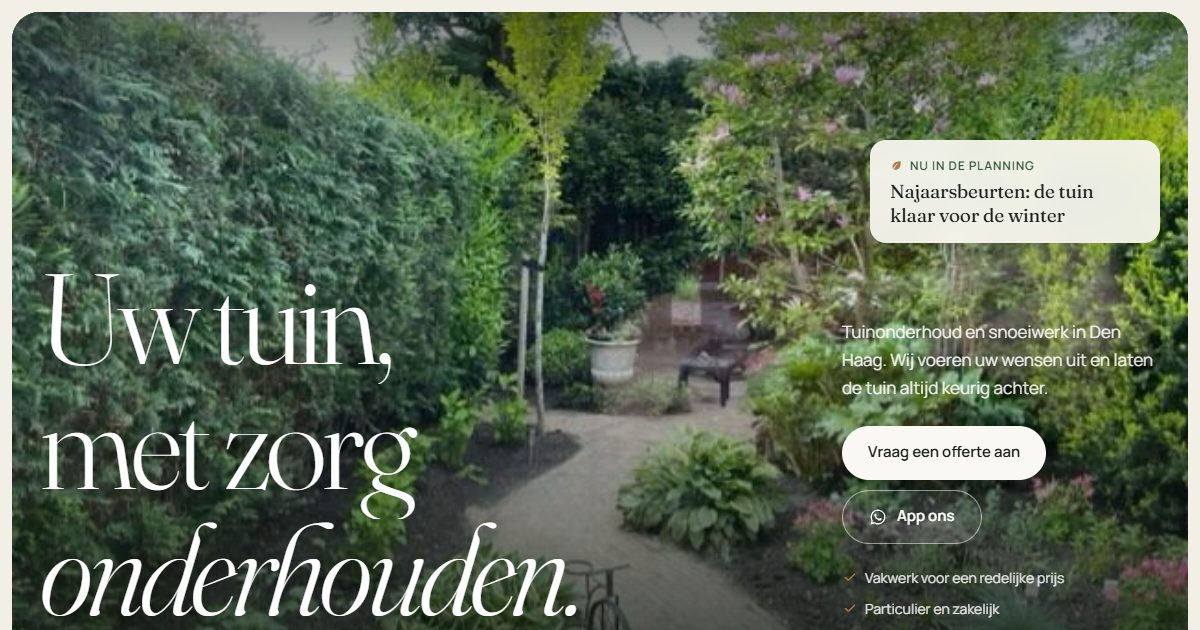 NU IN DE PLANNING
Najaarsbeurten: de tuin
klaar voor de winter
Uw tuin,
met zorg
onderhouden.
Tuinonderhoud en snoeiwerk in Den
Haag. Wij voeren uw wensen uit en laten
de tuin altijd keurig achter.
Vraag een offerte aan
App ons
Vakwerk voor een redelijke prijs
Particulier en zakelijk